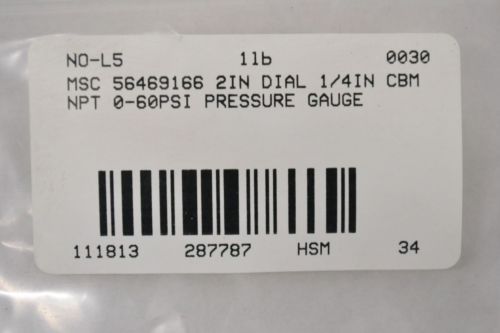 NO-L5 1lb 0030
MSC 56469166 2IN DIAL 1/4IN CBM
NPT 0-60PSI PRESSURE GAUGE
111813 287787 HSM 34